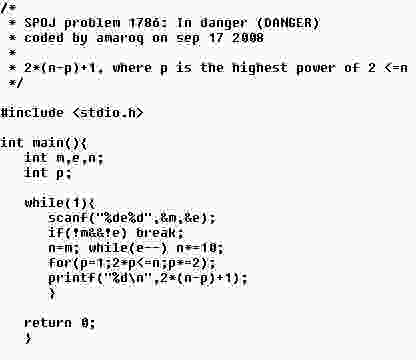 /*
 * SPOJ problem 1786: In danger (DANGER)
 * coded by amaroq on sep 17 2008
 *
 * 2*(n-p)+1, where p is the highest power of 2 <=n
 */
#include <stdio.h>
int main(){
    int m,e,n;
    int p;
    while(1){
        scanf("%de%d",&m,&e);
        if(!m&&!e) break;
        n=m; while(e--) n*=10;
        for(p=1;2*p<=n;p*=2);
        printf("%d\n",2*(n-p)+1);
        }
    return 0;
    }